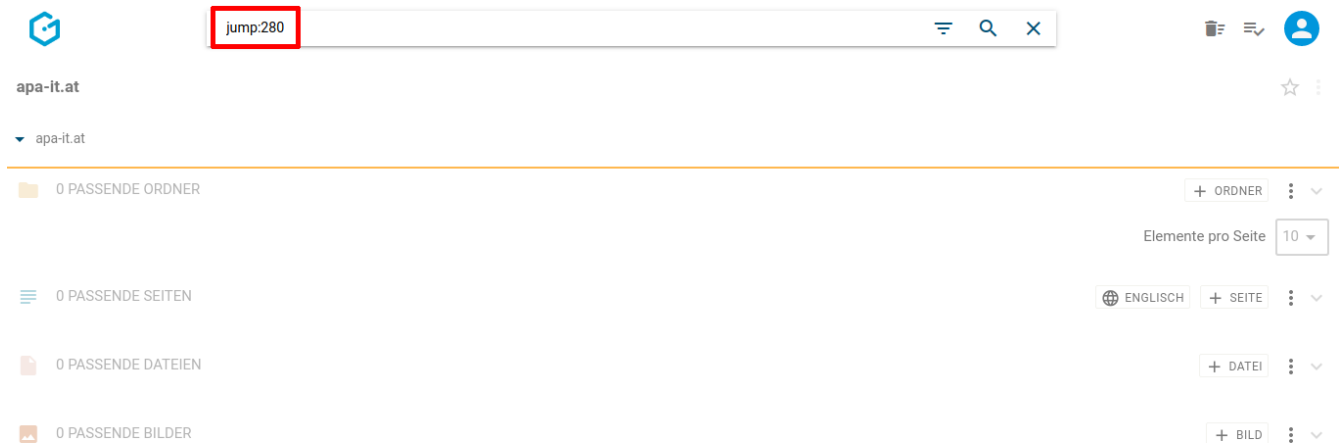 jump:280
apa-it.at
apa-it.at
0 PASSENDE ORDNER
+ ORDNER
Elemente pro Seite 10
0 PASSENDE SEITEN
ENGLISCH + SEITE
0 PASSENDE DATEIEN
+ DATEI
0 PASSENDE BILDER
+ BILD